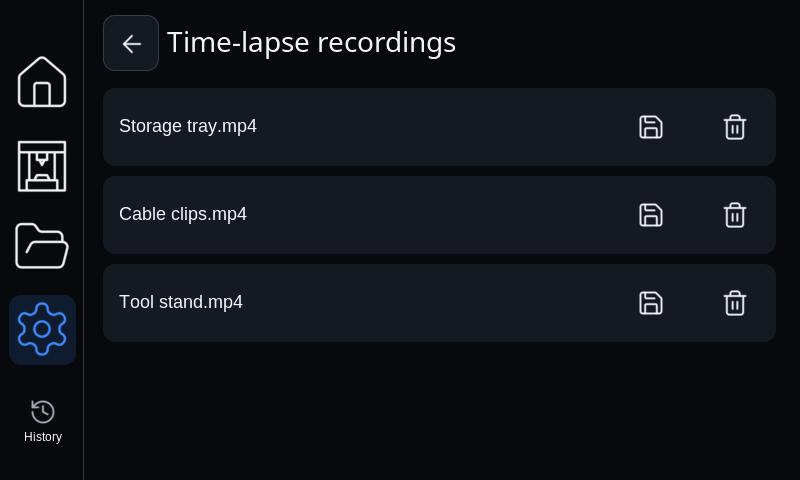 Time-lapse recordings
Storage tray.mp4
Cable clips.mp4
Tool stand.mp4
History